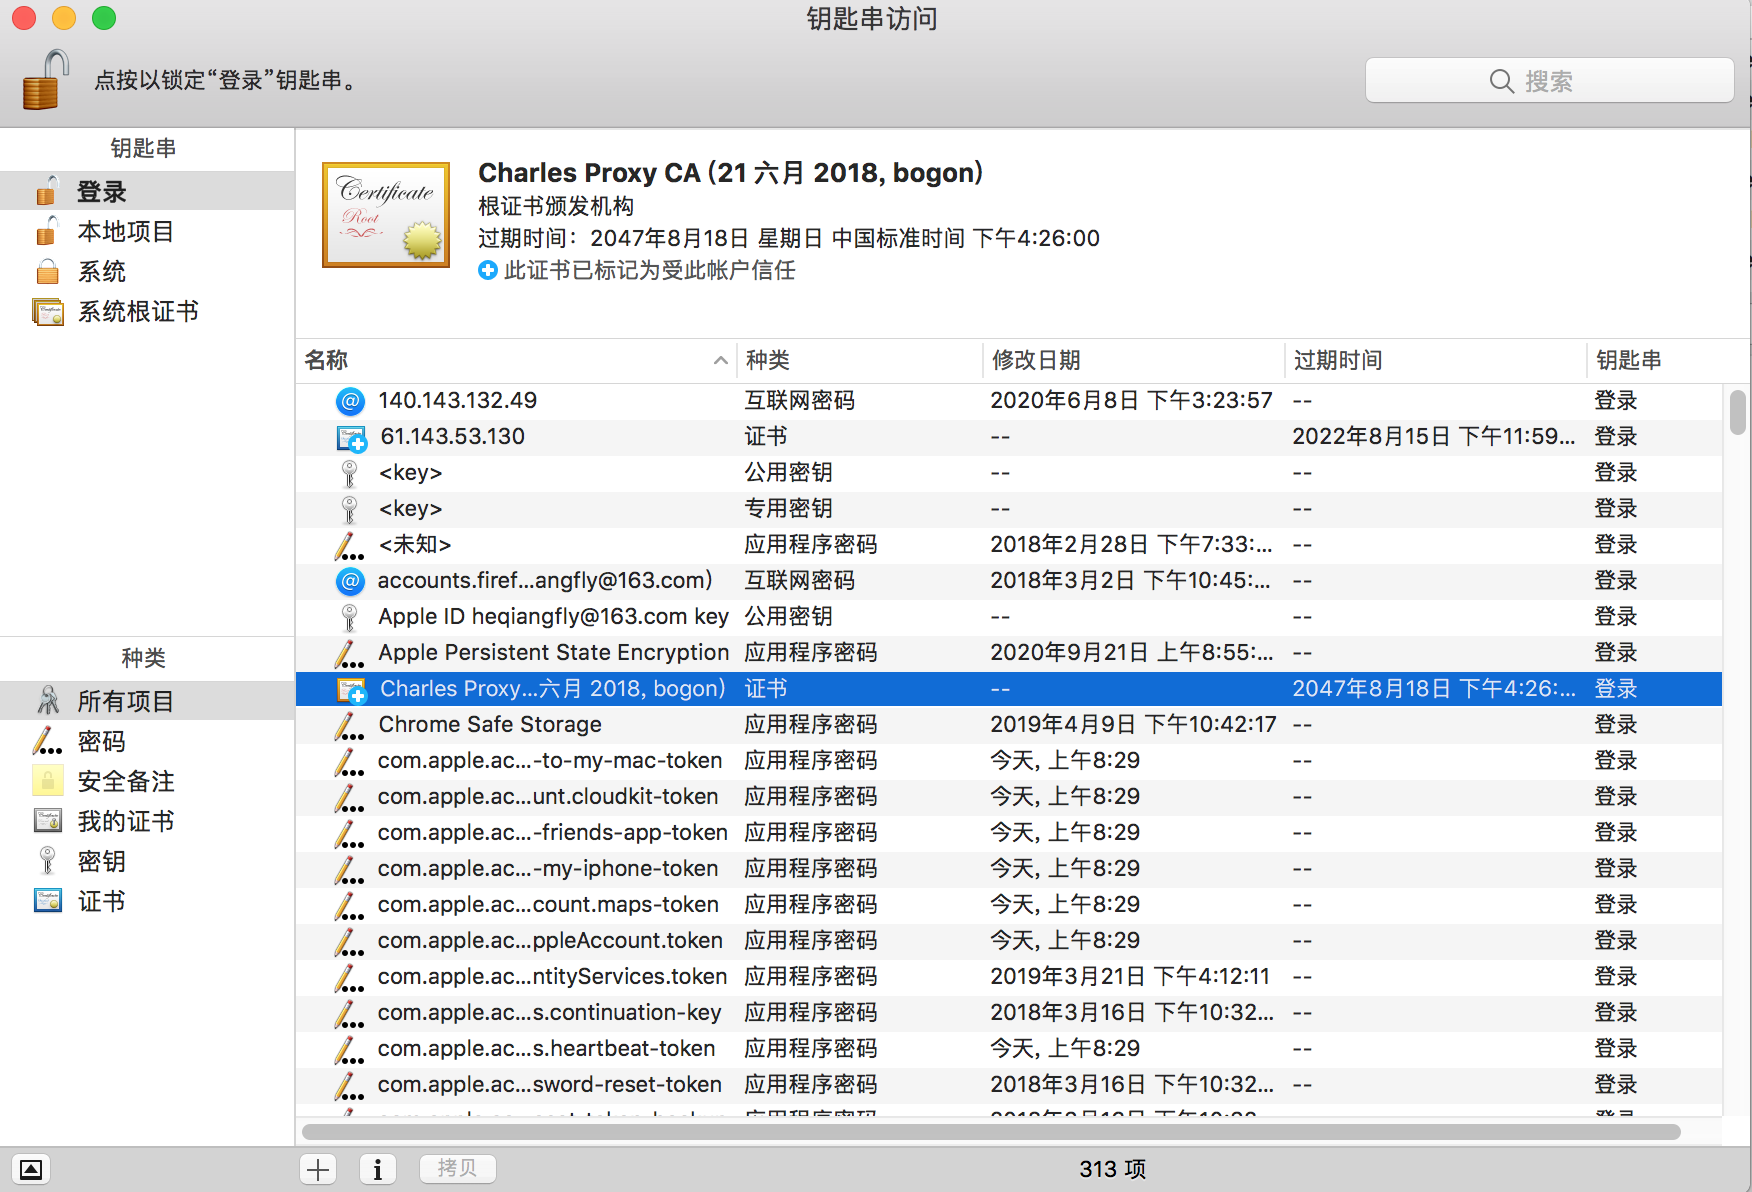 钥匙串访问
点按以锁定“登录”钥匙串。
搜索
钥匙串
登录
本地项目
系统
系统根证书
种类
所有项目
密码
安全备注
我的证书
密钥
证书
Certificate
Root
Charles Proxy CA (21 六月 2018, bogon)
根证书颁发机构
过期时间：2047年8月18日 星期日 中国标准时间 下午4:26:00
此证书已标记为受此帐户信任
名称 种类 修改日期 过期时间 钥匙串
140.143.132.49 互联网密码 2020年6月8日 下午3:23:57 -- 登录
61.143.53.130 证书 -- 2022年8月15日 下午11:59... 登录
<key> 公用密钥 -- -- 登录
<key> 专用密钥 -- -- 登录
<未知> 应用程序密码 2018年2月28日 下午7:33:... -- 登录
accounts.firef...angfly@163.com) 互联网密码 2018年3月2日 下午10:45:... -- 登录
Apple ID heqiangfly@163.com key 公用密钥 -- -- 登录
Apple Persistent State Encryption 应用程序密码 2020年9月21日 上午8:55:... -- 登录
Charles Proxy...六月 2018, bogon) 证书 -- 2047年8月18日 下午4:26:... 登录
Chrome Safe Storage 应用程序密码 2019年4月9日 下午10:42:17 -- 登录
com.apple.ac...-to-my-mac-token 应用程序密码 今天, 上午8:29 -- 登录
com.apple.ac...unt.cloudkit-token 应用程序密码 今天, 上午8:29 -- 登录
com.apple.ac...-friends-app-token 应用程序密码 今天, 上午8:29 -- 登录
com.apple.ac...-my-iphone-token 应用程序密码 今天, 上午8:29 -- 登录
com.apple.ac...count.maps-token 应用程序密码 今天, 上午8:29 -- 登录
com.apple.ac...ppleAccount.token 应用程序密码 今天, 上午8:29 -- 登录
com.apple.ac...ntityServices.token 应用程序密码 2019年3月21日 下午4:12:11 -- 登录
com.apple.ac...s.continuation-key 应用程序密码 2018年3月16日 下午10:32... -- 登录
com.apple.ac...s.heartbeat-token 应用程序密码 今天, 上午8:29 -- 登录
com.apple.ac...sword-reset-token 应用程序密码 2018年3月16日 下午10:32... -- 登录
拷贝
313 项